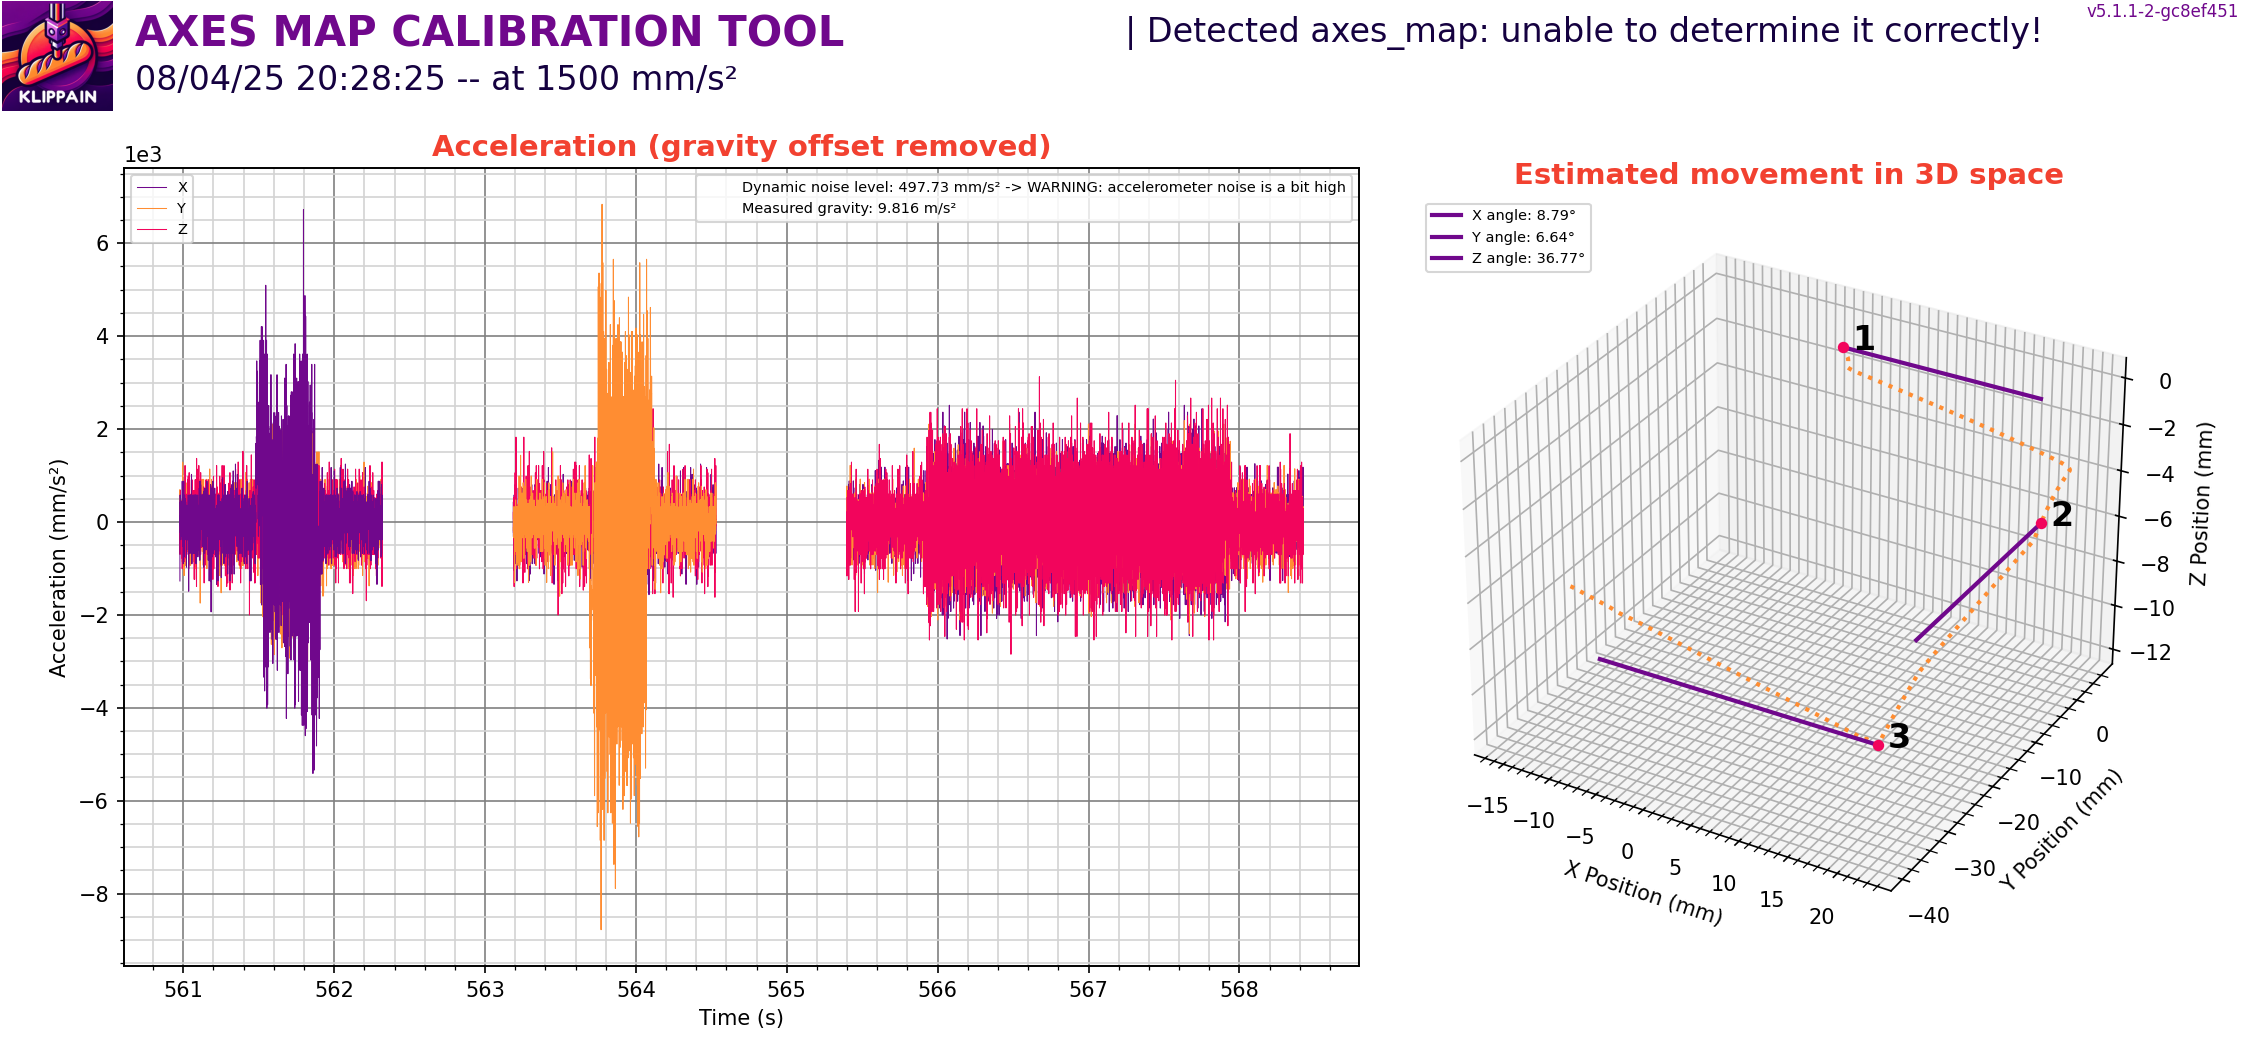 AXES MAP CALIBRATION TOOL
| Detected axes_map: unable to determine it correctly!
v5.1.1-2-gc8ef451
08/04/25 20:28:25 -- at 1500 mm/s²
KLIPPAIN
Acceleration (gravity offset removed)
1e3
X
Y
Z
Dynamic noise level: 497.73 mm/s² -> WARNING: accelerometer noise is a bit high
Measured gravity: 9.816 m/s²
6
4
2
0
−2
−4
−6
−8
Acceleration (mm/s²)
561 562 563 564 565 566 567 568
Time (s)
Estimated movement in 3D space
X angle: 8.79°
Y angle: 6.64°
Z angle: 36.77°
1
2
3
0
−2
−4
−6
−8
−10
−12
Z Position (mm)
0
−10
−20
−30
−40
Y Position (mm)
−15 −10 −5 0 5 10 15 20
X Position (mm)